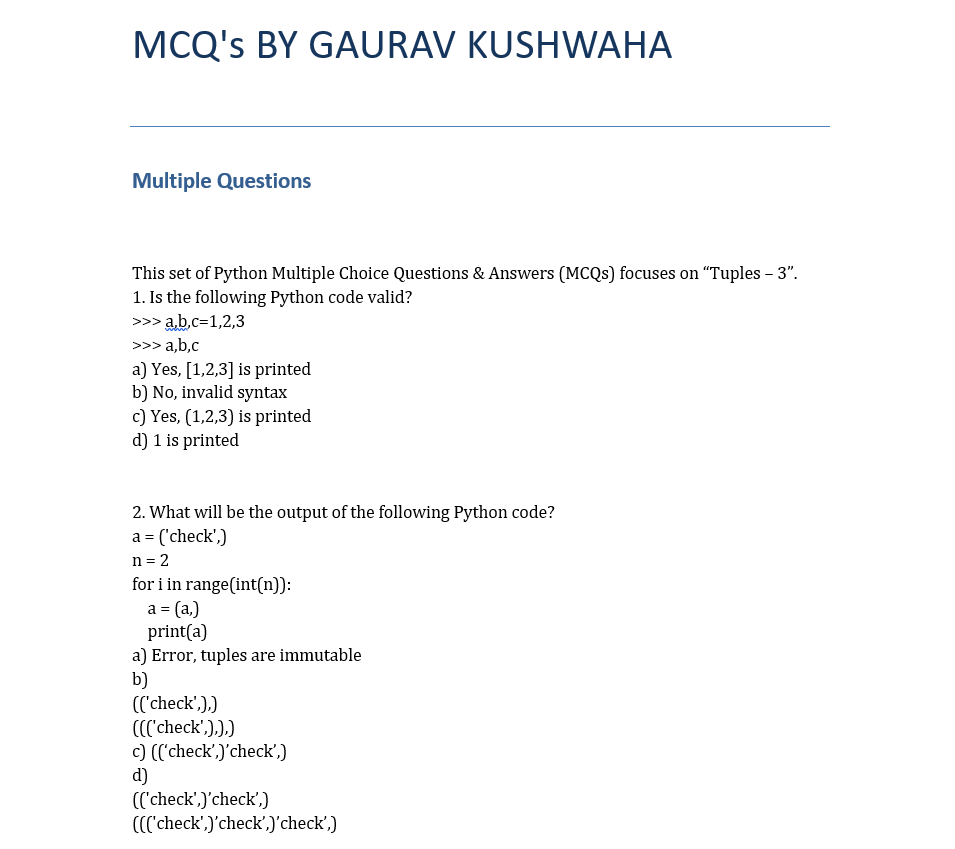 MCQ's BY GAURAV KUSHWAHA
Multiple Questions
This set of Python Multiple Choice Questions & Answers (MCQs) focuses on “Tuples – 3”.
1. Is the following Python code valid?
>>> a,b,c=1,2,3
>>> a,b,c
a) Yes, [1,2,3] is printed
b) No, invalid syntax
c) Yes, (1,2,3) is printed
d) 1 is printed
2. What will be the output of the following Python code?
a = ('check',)
n = 2
for i in range(int(n)):
    a = (a,)
    print(a)
a) Error, tuples are immutable
b)
(('check',),)
((('check',),),)
c) ((‘check’,)’check’,)
d)
(('check',)’check’,)
((('check',)’check’,)’check’,)